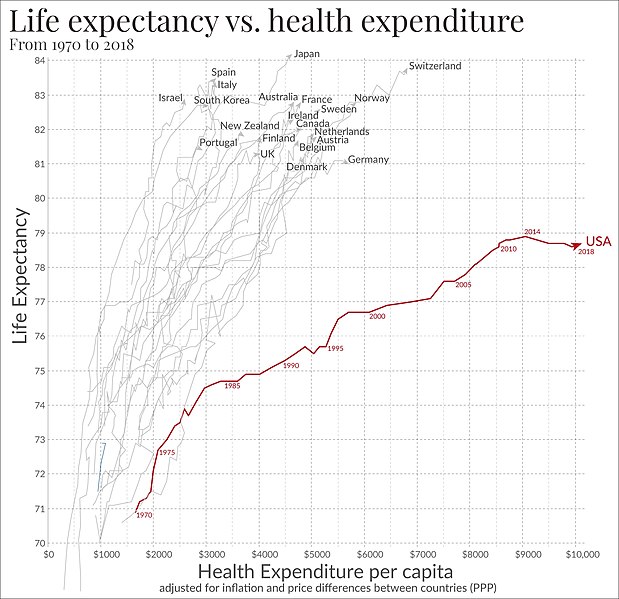 Life expectancy vs. health expenditure
From 1970 to 2018
84
83
82
81
80
79
78
77
76
75
74
73
72
71
70
Life Expectancy
Japan
Switzerland
Spain
Italy
Israel
South Korea
Australia
France
Norway
Sweden
Ireland
Canada
New Zealand
Netherlands
Finland
Austria
Portugal
Belgium
UK
Germany
Denmark
USA
2018
2014
2010
2005
2000
1995
1990
1985
1975
1970
$0
$1000
$2000
$3000
$4000
$5000
$6000
$7000
$8000
$9000
$10,000
Health Expenditure per capita
adjusted for inflation and price differences between countries (PPP)